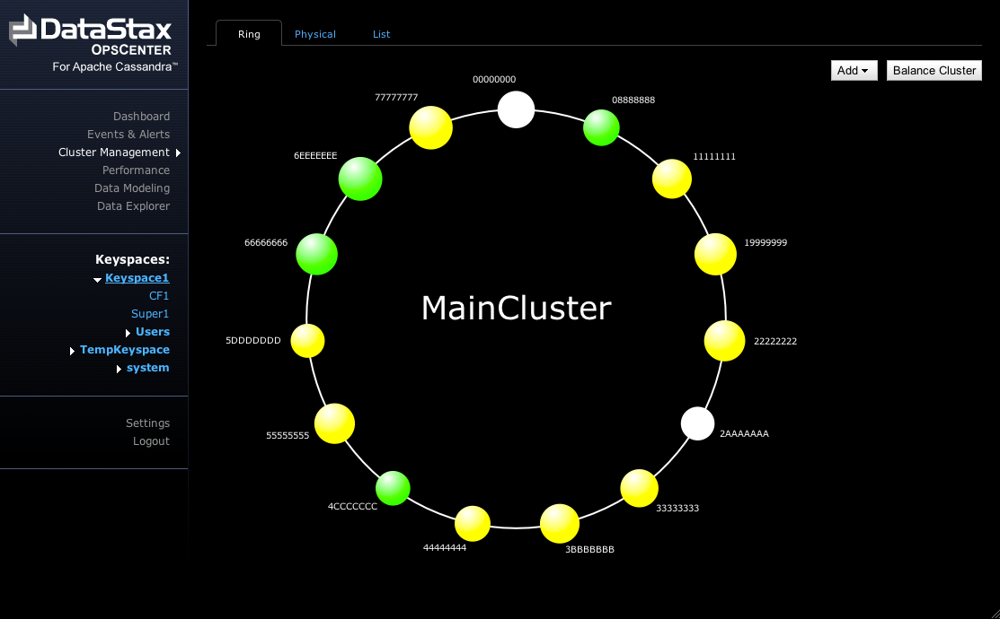 DataStax
OPSCENTER
For Apache Cassandra™
Dashboard
Events & Alerts
Cluster Management
Performance
Data Modeling
Data Explorer
Keyspaces:
Keyspace1
CF1
Super1
Users
TempKeyspace
system
Settings
Logout
Ring Physical List
Add Balance Cluster
00000000
08888888
11111111
19999999
22222222
2AAAAAAA
33333333
3BBBBBBB
44444444
4CCCCCCC
55555555
5DDDDDDD
66666666
6EEEEEEE
77777777
MainCluster